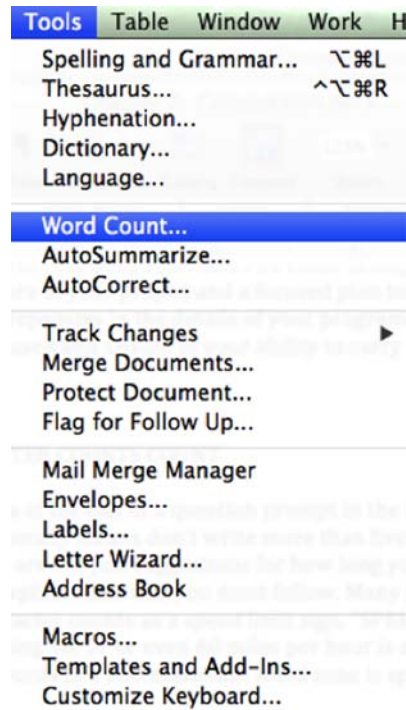 Tools Table Window Work H
Spelling and Grammar... ⌥⌘L
Thesaurus... ^⌥⌘R
Hyphenation...
Dictionary...
Language...
Word Count...
AutoSummarize...
AutoCorrect...
Track Changes ▶
Merge Documents...
Protect Document...
Flag for Follow Up...
Mail Merge Manager
Envelopes...
Labels...
Letter Wizard...
Address Book
Macros...
Templates and Add-Ins...
Customize Keyboard...